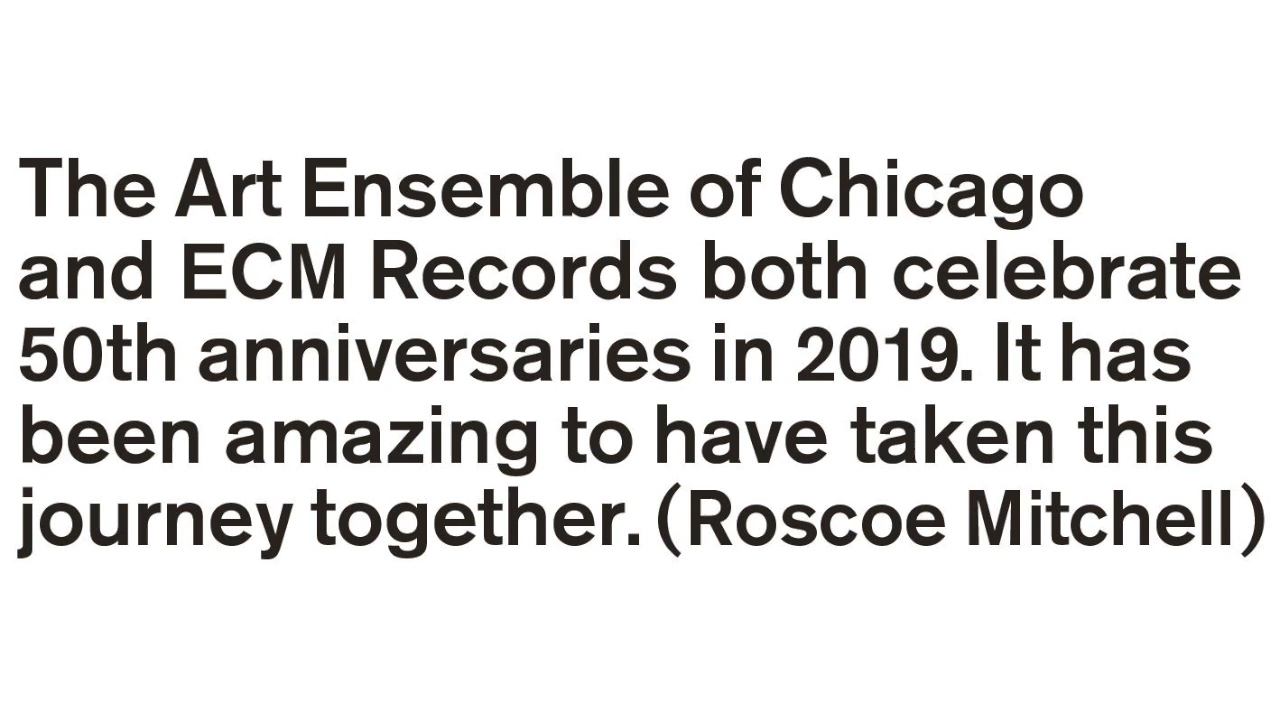 The Art Ensemble of Chicago
and ECM Records both celebrate
50th anniversaries in 2019. It has
been amazing to have taken this
journey together. (Roscoe Mitchell)